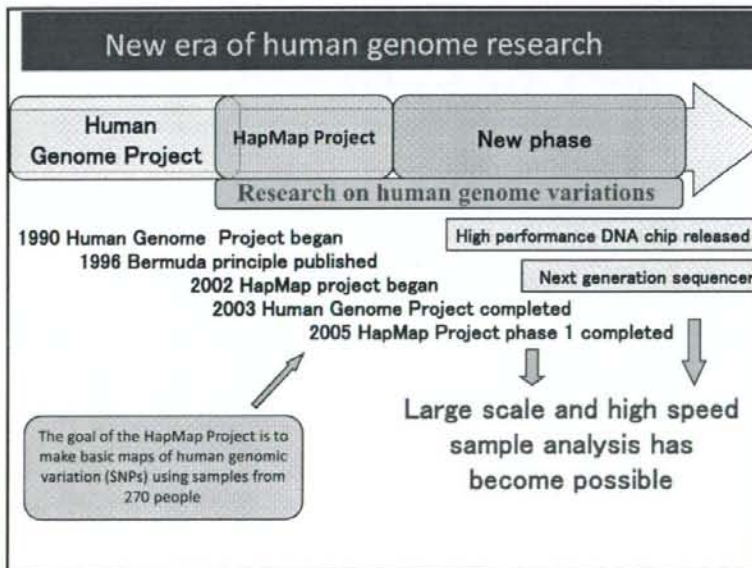 New era of human genome research
Human
Genome Project
HapMap Project
New phase
Research on human genome variations
1990 Human Genome Project began
1996 Bermuda principle published
2002 HapMap project began
2003 Human Genome Project completed
2005 HapMap Project phase 1 completed
High performance DNA chip released
Next generation sequencer
The goal of the HapMap Project is to
make basic maps of human genomic
variation (SNPs) using samples from
270 people
Large scale and high speed
sample analysis has
become possible